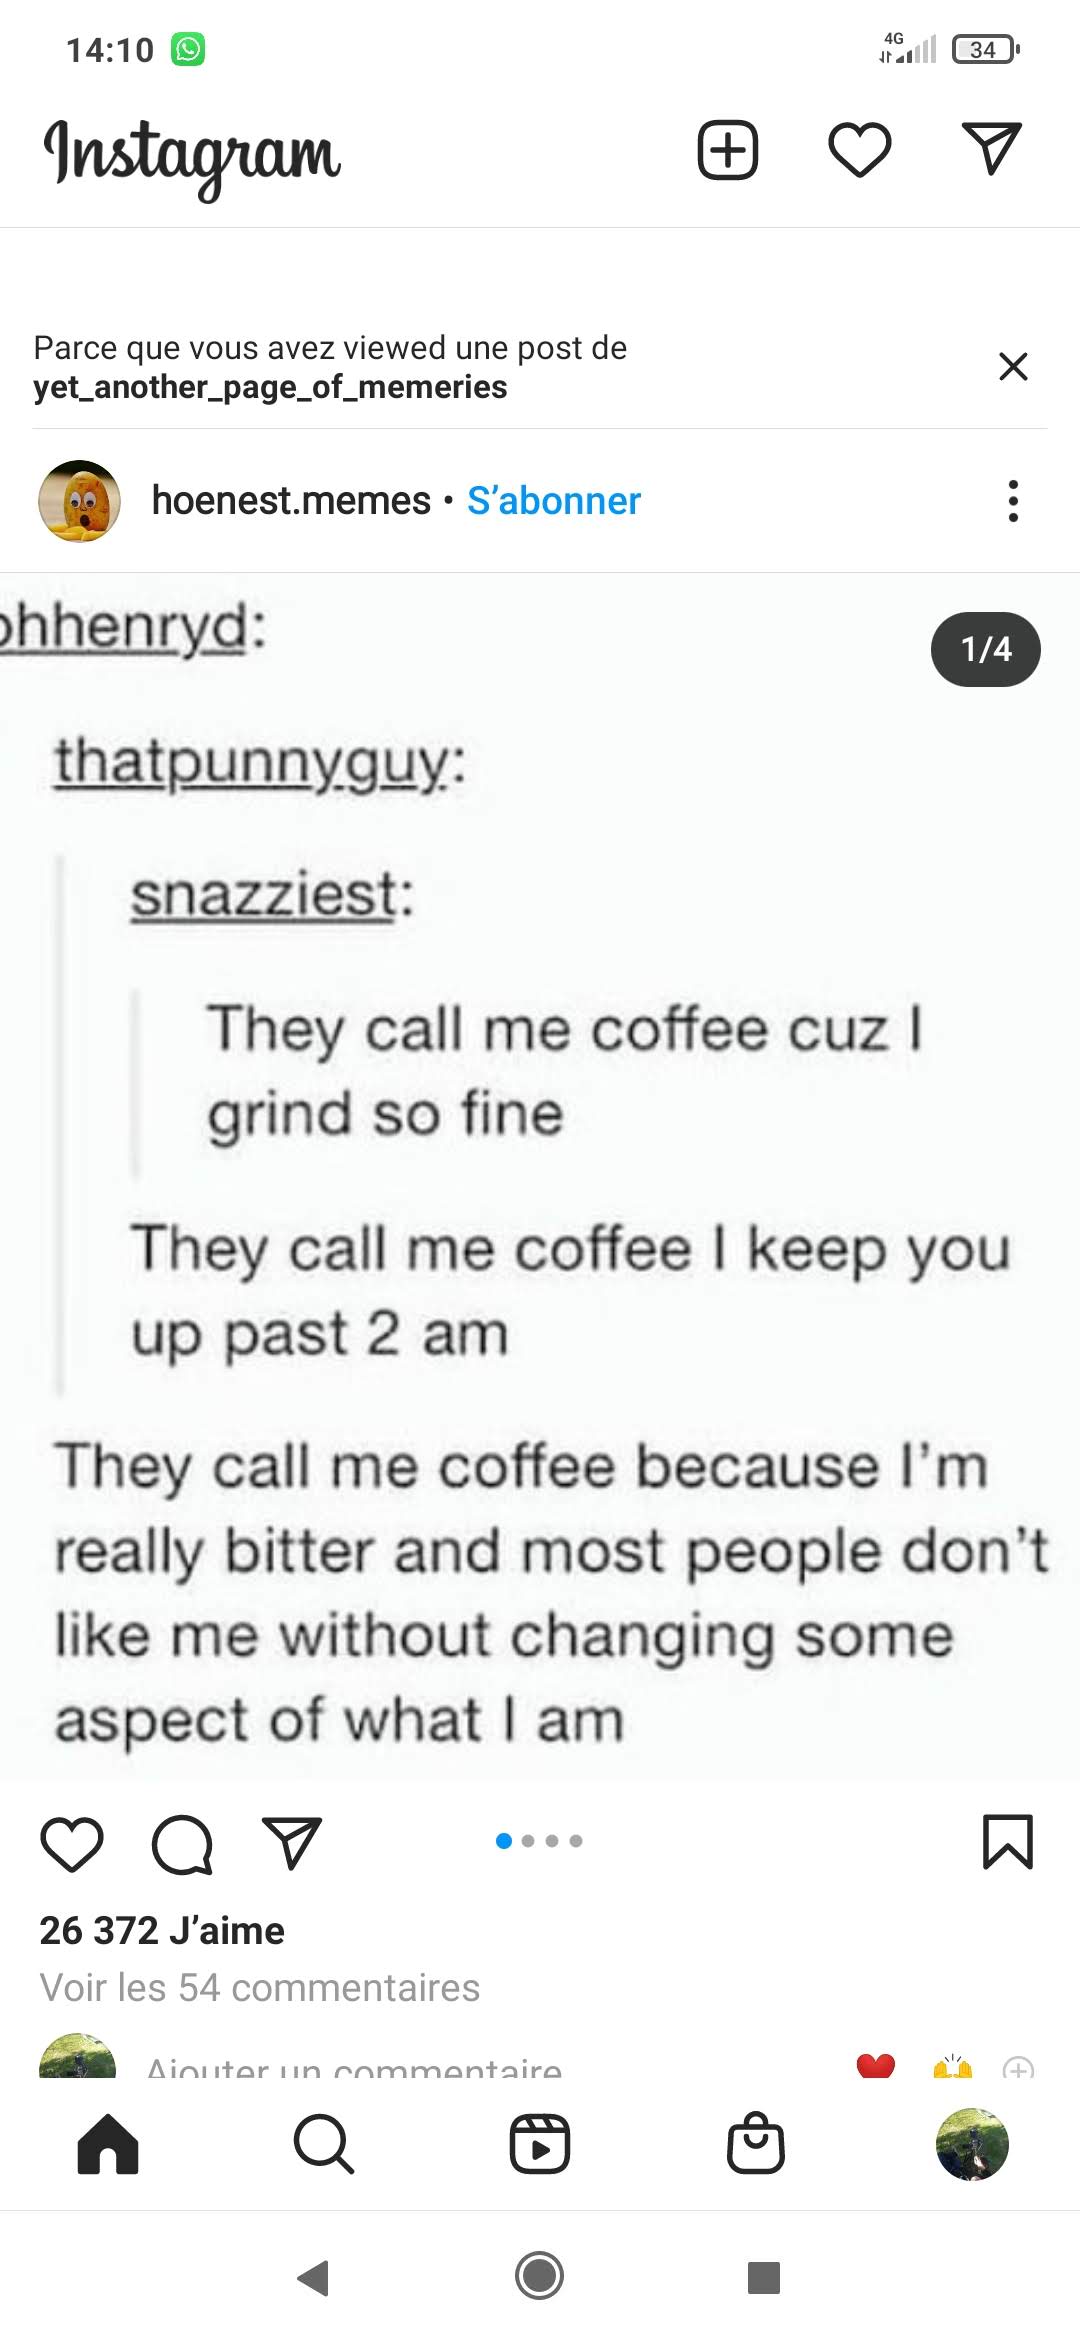 14:10
4G
34
Instagram
Parce que vous avez viewed une post de
yet_another_page_of_memeries
hoenest.memes • S’abonner
ohhenryd:
1/4
thatpunnyguy:
snazziest:
They call me coffee cuz I
grind so fine
They call me coffee I keep you
up past 2 am
They call me coffee because I’m
really bitter and most people don’t
like me without changing some
aspect of what I am
26 372 J’aime
Voir les 54 commentaires
Ajouter un commentaire